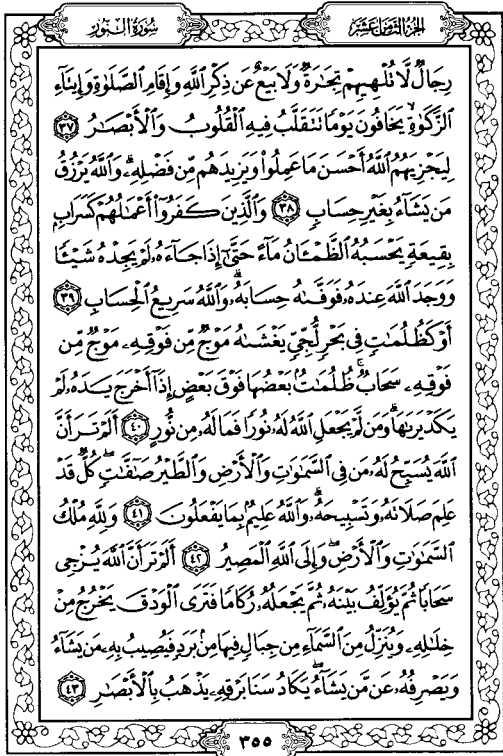 سُورَةُ النُّورِ
الجزء الثامن عشر
رِجَالٌ لَّا تُلْهِيهِمْ تِجَٰرَةٌ وَلَا بَيْعٌ عَن ذِكْرِ ٱللَّهِ وَإِقَامِ ٱلصَّلَوٰةِ وَإِيتَآءِ
ٱلزَّكَوٰةِ يَخَافُونَ يَوْمًا تَتَقَلَّبُ فِيهِ ٱلْقُلُوبُ وَٱلْأَبْصَٰرُ ٣٧
لِيَجْزِيَهُمُ ٱللَّهُ أَحْسَنَ مَا عَمِلُوا۟ وَيَزِيدَهُم مِّن فَضْلِهِۦ وَٱللَّهُ يَرْزُقُ
مَن يَشَآءُ بِغَيْرِ حِسَابٍ ٣٨ وَٱلَّذِينَ كَفَرُوٓا۟ أَعْمَٰلُهُمْ كَسَرَابٍۭ
بِقِيعَةٍ يَحْسَبُهُ ٱلظَّمْـَٔانُ مَآءً حَتَّىٰٓ إِذَا جَآءَهُۥ لَمْ يَجِدْهُ شَيْـًٔا
وَوَجَدَ ٱللَّهَ عِندَهُۥ فَوَفَّىٰهُ حِسَابَهُۥ وَٱللَّهُ سَرِيعُ ٱلْحِسَابِ ٣٩
أَوْ كَظُلُمَٰتٍ فِى بَحْرٍ لُّجِّىٍّ يَغْشَىٰهُ مَوْجٌ مِّن فَوْقِهِۦ مَوْجٌ مِّن
فَوْقِهِۦ سَحَابٌ ظُلُمَٰتٌۢ بَعْضُهَا فَوْقَ بَعْضٍ إِذَآ أَخْرَجَ يَدَهُۥ لَمْ
يَكَدْ يَرَىٰهَا وَمَن لَّمْ يَجْعَلِ ٱللَّهُ لَهُۥ نُورًا فَمَا لَهُۥ مِن نُّورٍ ٤٠ أَلَمْ تَرَ أَنَّ
ٱللَّهَ يُسَبِّحُ لَهُۥ مَن فِى ٱلسَّمَٰوَٰتِ وَٱلْأَرْضِ وَٱلطَّيْرُ صَٰٓفَّٰتٍ كُلٌّ قَدْ
عَلِمَ صَلَاتَهُۥ وَتَسْبِيحَهُۥ وَٱللَّهُ عَلِيمٌۢ بِمَا يَفْعَلُونَ ٤١ وَلِلَّهِ مُلْكُ
ٱلسَّمَٰوَٰتِ وَٱلْأَرْضِ وَإِلَى ٱللَّهِ ٱلْمَصِيرُ ٤٢ أَلَمْ تَرَ أَنَّ ٱللَّهَ يُزْجِى
سَحَابًا ثُمَّ يُؤَلِّفُ بَيْنَهُۥ ثُمَّ يَجْعَلُهُۥ رُكَامًا فَتَرَى ٱلْوَدْقَ يَخْرُجُ مِنْ
خِلَٰلِهِۦ وَيُنَزِّلُ مِنَ ٱلسَّمَآءِ مِن جِبَالٍ فِيهَا مِنۢ بَرَدٍ فَيُصِيبُ بِهِۦ مَن يَشَآءُ
وَيَصْرِفُهُۥ عَن مَّن يَشَآءُ يَكَادُ سَنَا بَرْقِهِۦ يَذْهَبُ بِٱلْأَبْصَٰرِ ٤٣
٣٥٥